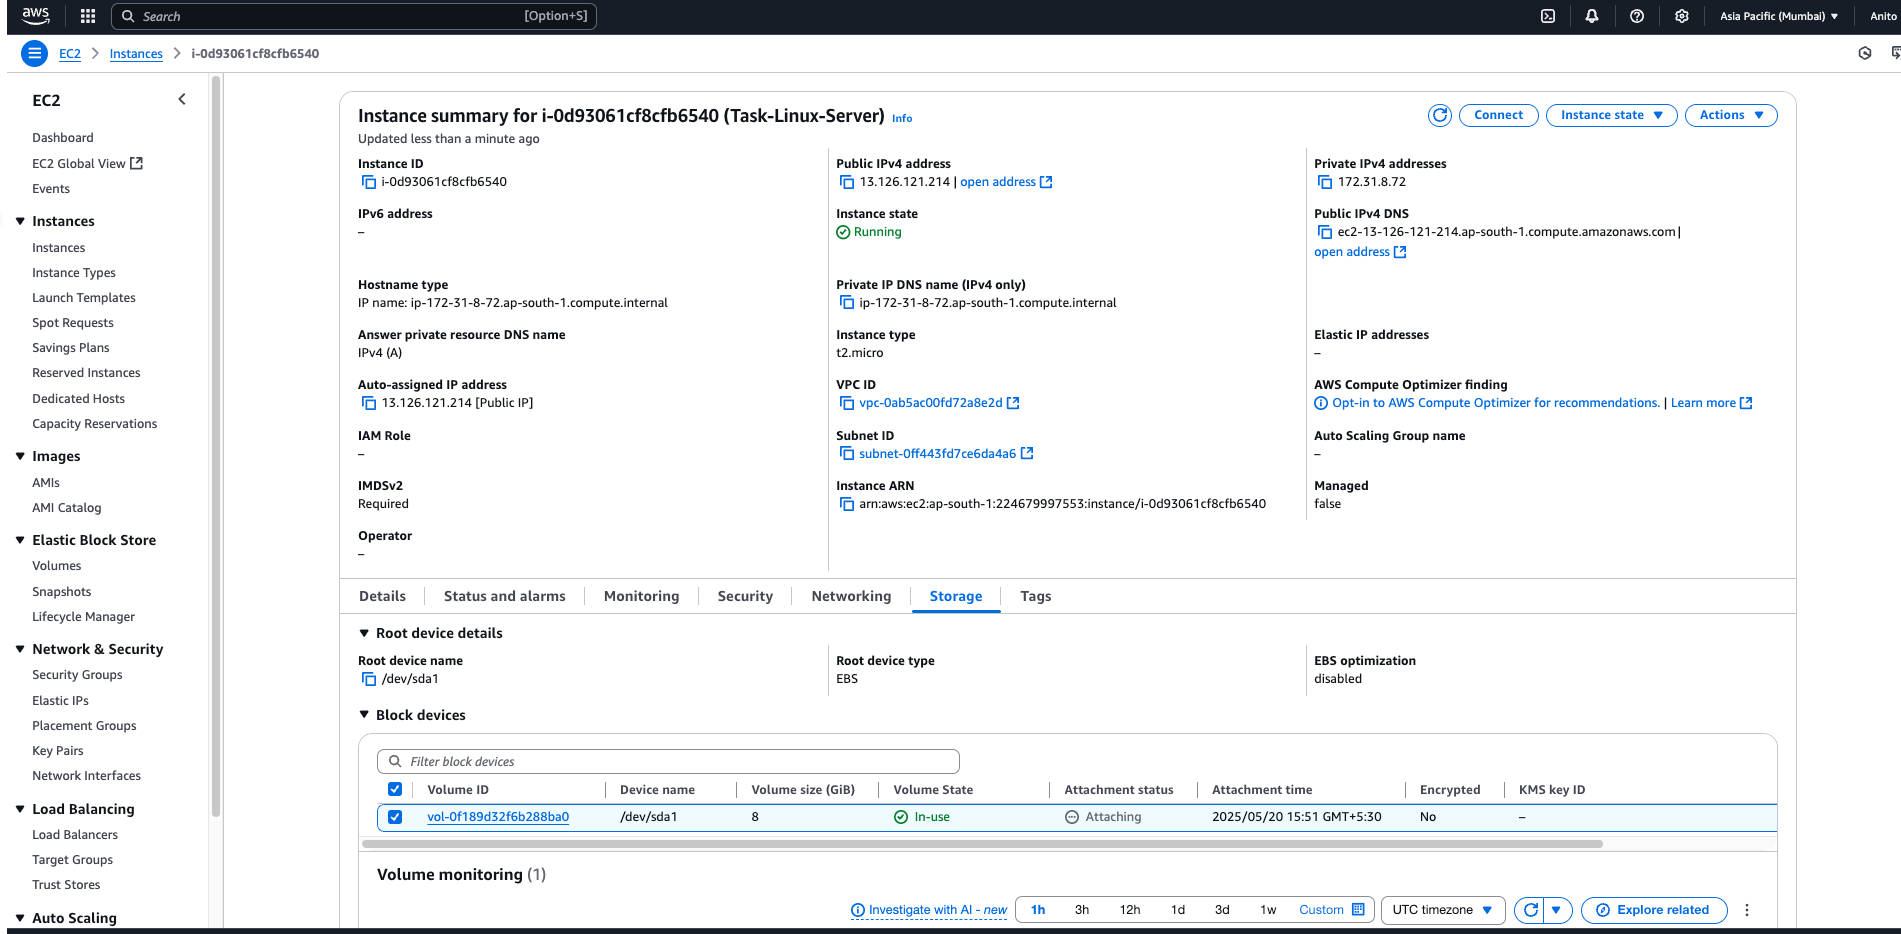 aws
Search [Option+S]
Asia Pacific (Mumbai) Anito
EC2 Instances i-0d93061cf8cfb6540
EC2
Dashboard
EC2 Global View
Events
Instances
Instances
Instance Types
Launch Templates
Spot Requests
Savings Plans
Reserved Instances
Dedicated Hosts
Capacity Reservations
Images
AMIs
AMI Catalog
Elastic Block Store
Volumes
Snapshots
Lifecycle Manager
Network & Security
Security Groups
Elastic IPs
Placement Groups
Key Pairs
Network Interfaces
Load Balancing
Load Balancers
Target Groups
Trust Stores
Auto Scaling
Instance summary for i-0d93061cf8cfb6540 (Task-Linux-Server) Info
Connect Instance state Actions
Updated less than a minute ago
Instance ID
i-0d93061cf8cfb6540
Public IPv4 address
13.126.121.214 | open address
Private IPv4 addresses
172.31.8.72
IPv6 address
–
Instance state
Running
Public IPv4 DNS
ec2-13-126-121-214.ap-south-1.compute.amazonaws.com |
open address
Hostname type
IP name: ip-172-31-8-72.ap-south-1.compute.internal
Private IP DNS name (IPv4 only)
ip-172-31-8-72.ap-south-1.compute.internal
Answer private resource DNS name
IPv4 (A)
Instance type
t2.micro
Elastic IP addresses
–
Auto-assigned IP address
13.126.121.214 [Public IP]
VPC ID
vpc-0ab5ac00fd72a8e2d
AWS Compute Optimizer finding
Opt-in to AWS Compute Optimizer for recommendations. | Learn more
IAM Role
–
Subnet ID
subnet-0ff443fd7ce6da4a6
Auto Scaling Group name
–
IMDSv2
Required
Instance ARN
arn:aws:ec2:ap-south-1:224679997553:instance/i-0d93061cf8cfb6540
Managed
false
Operator
–
Details Status and alarms Monitoring Security Networking Storage Tags
Root device details
Root device name
/dev/sda1
Root device type
EBS
EBS optimization
disabled
Block devices
Filter block devices
Volume ID Device name Volume size (GiB) Volume State Attachment status Attachment time Encrypted KMS key ID
vol-0f189d32f6b288ba0 /dev/sda1 8 In-use Attaching 2025/05/20 15:51 GMT+5:30 No –
Volume monitoring (1)
Investigate with AI - new 1h 3h 12h 1d 3d 1w Custom UTC timezone Explore related